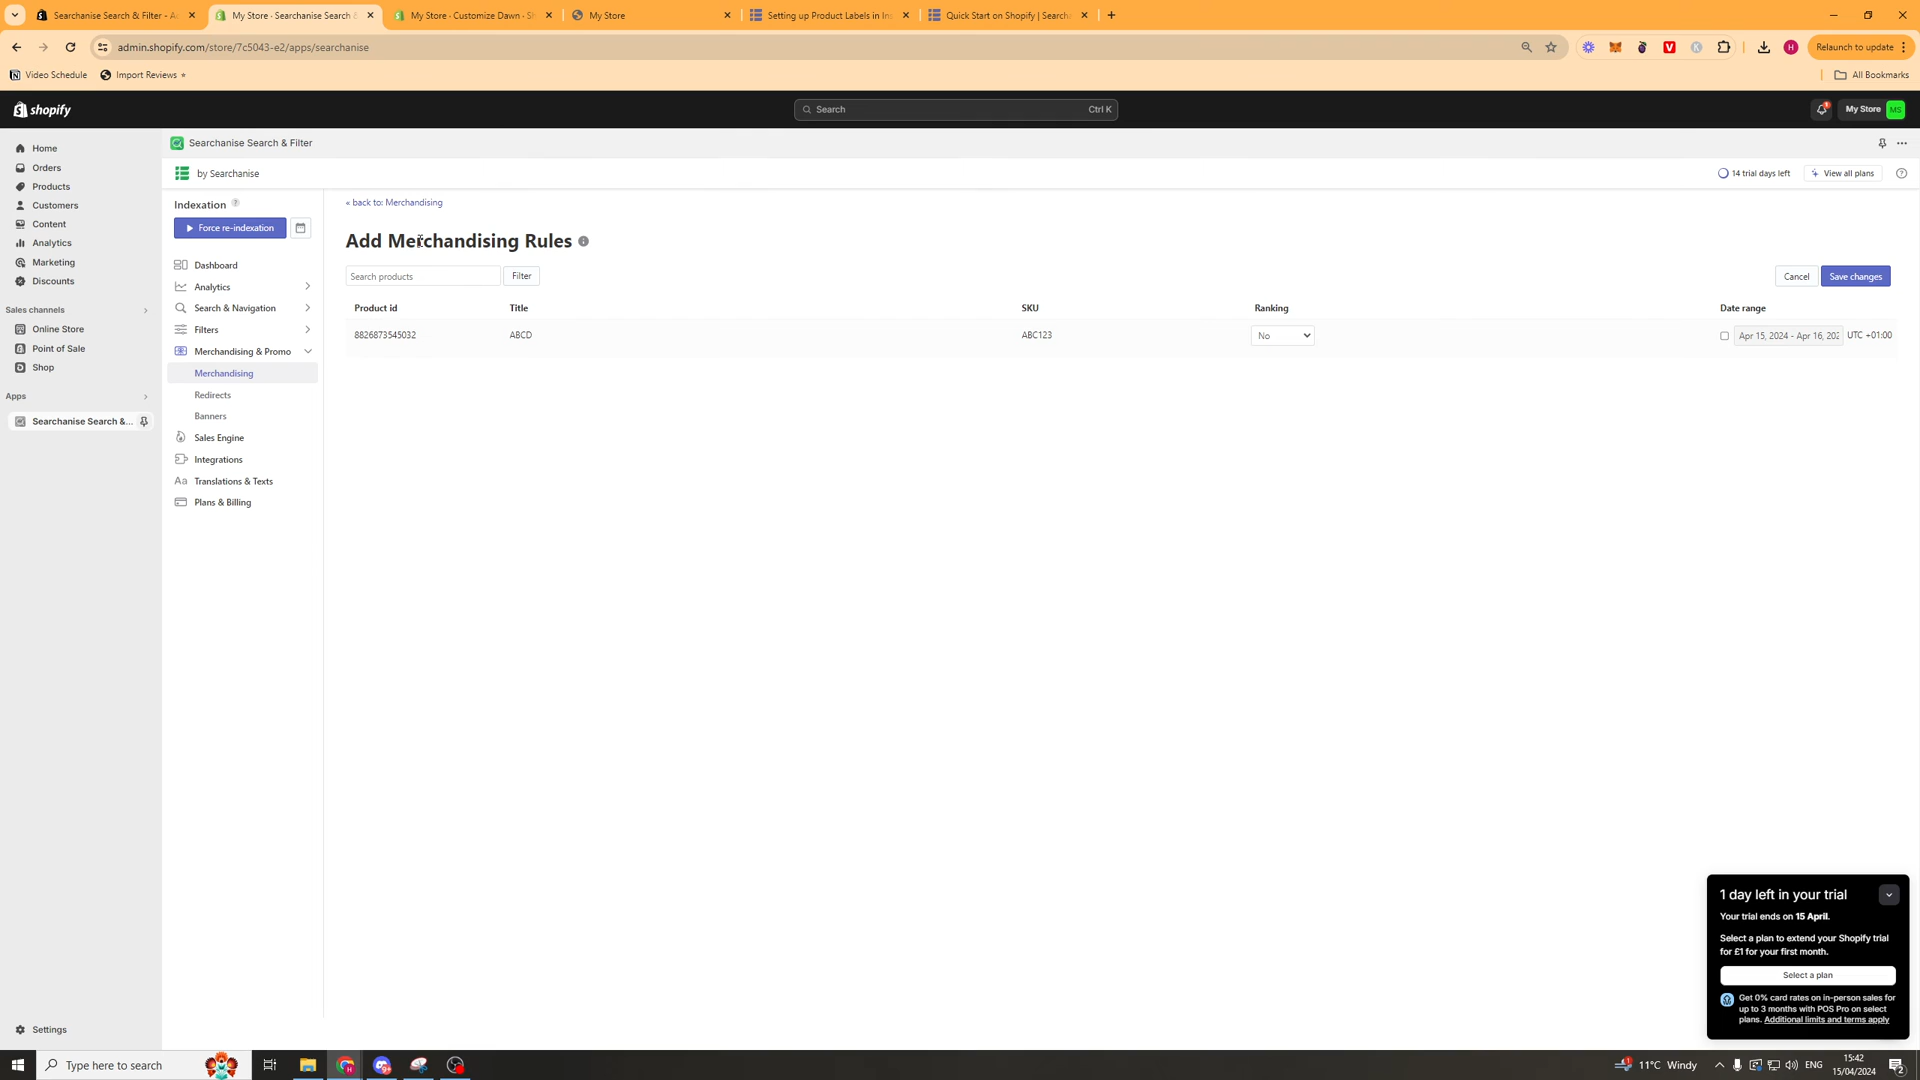 Searchanise Search & Filter - A
My Store · Searchanise Search &
My Store · Customize Dawn · Sh
My Store
Setting up Product Labels in In
Quick Start on Shopify | Search
admin.shopify.com/store/7c5043-e2/apps/searchanise
Relaunch to update
Video Schedule
Import Reviews
All Bookmarks
shopify
Search
Ctrl K
My Store
MS
Home
Orders
Products
Customers
Content
Analytics
Marketing
Discounts
Sales channels
Online Store
Point of Sale
Shop
Apps
Searchanise Search &...
Settings
Searchanise Search & Filter
by Searchanise
14 trial days left
View all plans
Indexation
Force re-indexation
Dashboard
Analytics
Search & Navigation
Filters
Merchandising & Promo
Merchandising
Redirects
Banners
Sales Engine
Integrations
Aa Translations & Texts
Plans & Billing
« back to: Merchandising
Add Merchandising Rules
Search products
Filter
Cancel
Save changes
Product id
Title
SKU
Ranking
Date range
8826873545032
ABCD
ABC123
No
Apr 15, 2024 - Apr 16, 202
UTC +01:00
1 day left in your trial
Your trial ends on 15 April.
Select a plan to extend your Shopify trial
for £1 for your first month.
Select a plan
Get 0% card rates on in-person sales for
up to 3 months with POS Pro on select
plans. Additional limits and terms apply
Type here to search
11°C Windy
ENG
15:42
15/04/2024